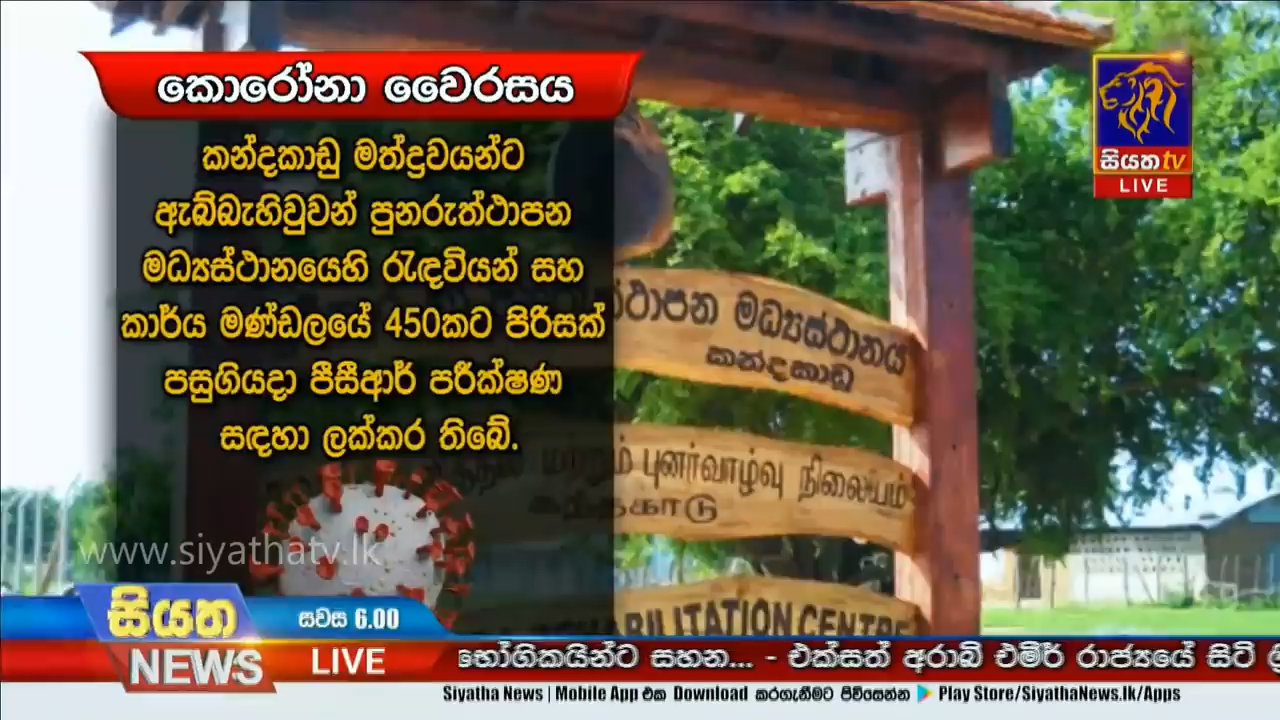 කොරෝනා වෛරසය
කන්දකාඩු මත්ද්‍රව්‍යයන්ට
ඇබ්බැහිවූවන් පුනරුත්ථාපන
මධ්‍යස්ථානයෙහි රැඳවියන් සහ
කාර්ය මණ්ඩලයේ 450කට පිරිසක්
පසුගියදා පීසීආර් පරීක්ෂණ
සඳහා ලක්කර තිබේ.
සියත tv
LIVE
මධ්‍යස්ථානය
කන්දකාඩ
புனர்வாழ்வு நிலையம்
REHABILITATION CENTRE
www.siyathatv.lk
සියත
NEWS
සවස 6.00
LIVE
භෝගිකයින්ට සහන... - එක්සත් අරාබි එමීර් රාජ්‍යයේ සිට
Siyatha News | Mobile App එක Download කරගැනීමට පිවිසෙන්න Play Store/SiyathaNews.lk/Apps